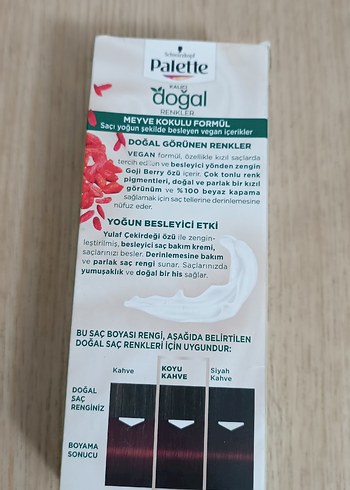 Schwarzkopf
Palette
KALICI
doğal
RENKLER
MEYVE KOKULU FORMÜL
Saçı yoğun şekilde besleyen vegan içerikler
DOĞAL GÖRÜNEN RENKLER
VEGAN formül, özellikle kızıl saçlarda
tercih edilen ve besleyici yönden zengin
Goji Berry özü içerir. Çok tonlu renk
pigmentleri, doğal ve parlak bir kızıl
görünüm ve %100 beyaz kapama
sağlamak için saç tellerine derinlemesine
nüfuz eder.
YOĞUN BESLEYİCİ ETKİ
Yulaf Çekirdeği özü ile zengin-
leştirilmiş, besleyici saç bakım kremi,
saçlarınızı besler. Derinlemesine bakım
ve parlak saç rengi sunar. Saçlarınızda
yumuşaklık ve doğal bir his sağlar.
BU SAÇ BOYASI RENGİ, AŞAĞIDA BELİRTİLEN
DOĞAL SAÇ RENKLERİ İÇİN UYGUNDUR:
Kahve
KOYU
KAHVE
Siyah
Kahve
DOĞAL
SAÇ
RENGİNİZ
BOYAMA
SONUCU